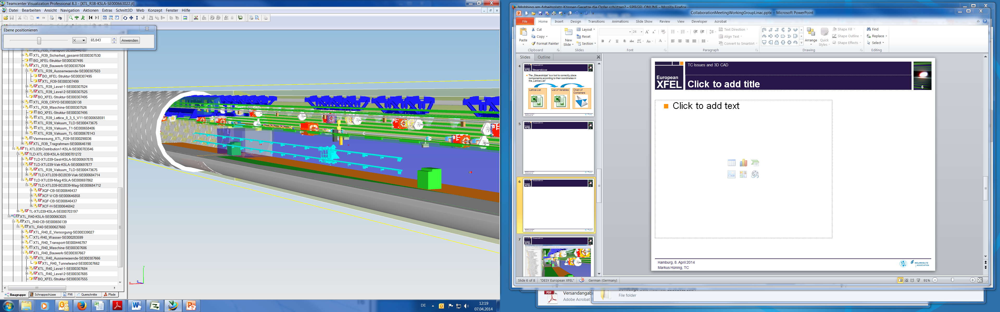 Teamcenter Visualization Professional 8.3 - [XTL_R38-KSLA-SE000663022.jt]
Datei Bearbeiten Ansicht Navigation Aktionen Extras Schnitt3D Web Konzept Fenster Hilfe
Ebene positionieren
X 65,843 Anwenden
XTL_R39_Sicherheit_gesamt-SE000307530
BO_XFEL-Struktur-SE000307495
XTL_R39_Bauwerk-SE000307504
XTL_R39_Aussenwaende-SE000307503
BO_XFEL-Struktur-SE000307495
XTL_R39-SE000307499
XTL_R39_Level-1-SE000307524
XTL_R39_Level-2-SE000307525
BO_XFEL-Struktur-SE000307495
XTL_R39_CRYO-SE000326138
XTL_R39_Maschine-SE000307526
BO_XFEL-Struktur-SE000307495
XTL_R39_Lattice_8_3_5_V11-SE000658591
XTL_R39_Vakuum_TLD-SE000473675
XTL_R39_Vakuum_T1-SE000658406
XTL_R39_Vakuum_TL-SE000678143
Vermessung_XTL_R39-SE000298036
XTL_R39_Tragrahmen-SE000646198
TL-XTL039-Distribution1-KSLA-SE000703546
TLD-XTL-039-KSLA-SE000701272
TLD-XTL039-Gest-KSLA-SE000697878
TLD-XTL039-Vak-KSLA-SE000697877
XTL_R39_Vakuum_TLD-SE000473675
TLD-XTL039-BD2039-Vak-SE000684714
TLD-XTL039-Mag-KSLA-SE000697862
TLD-XTL039-BD2039-Mag-SE000684712
XQF-CB-SE000646437
XCF-V-CB-SE000646858
XQF-CB-SE000646437
XCF-H-SE000646842
TL-XTL039-KSLA-SE000703197
XTL_R40-KSLA-SE000663025
XTL_R40-CB-SE000656139
XTL_R40-SE000627660
XTL_R40_E_Versorgung-SE000339027
XTL-R40_Wasser-SE000283599
XTL_R40_Transport-SE000446797
XTL_R40_Maschine-SE000307686
XTL_R40_Bauwerk-SE000307667
XTL_R40_Aussenwaende-SE000307666
XTL_R40_Tunnelwand-SE000307662
XTL_R40_Level-1-SE000307684
XTL_R40_Level-2-SE000307685
BO_XFEL-Struktur-SE000307555
Baugruppe Schnappschüsse PMI Querschnitte Pfade
DE 12:19
07.04.2014
Mobbing am Arbeitsplatz: Können Gesetze die Opfer schützen? - SPIEGEL ONLINE - Mozilla Firefox
CollaborationMeetingWorkingGroupLinac.pptx - Microsoft PowerPoint
File Home Insert Design Transitions Animations Slide Show Review View Developer Acrobat
Paste Cut Copy Format Painter
Clipboard
New Slide Layout Reset Section
Slides
24
Font
Text Direction Align Text Convert to SmartArt
Paragraph
Arrange Quick Styles Shape Fill Shape Outline Shape Effects
Drawing
Find Replace Select
Editing
Slides Outline
4
European XFEL
Steuerskizze
The „Steuerskizze" is a tool to correctly place
components according to their coordinates in
the „Lattice List"
Lattice List List of Variables Chain of
Containers
5
6
7
European
XFEL
TC Issues and 3D CAD
Click to add title
6
Click to add text
Hamburg, 8. April 2014
Markus Hüning, TC
DESY
HELMHOLTZ
ASSOCIATION
Slide 6 of 8 "DESY European XFEL" German (Germany) 91%
PDF Versandangab
Adobe Acrobat
File folder